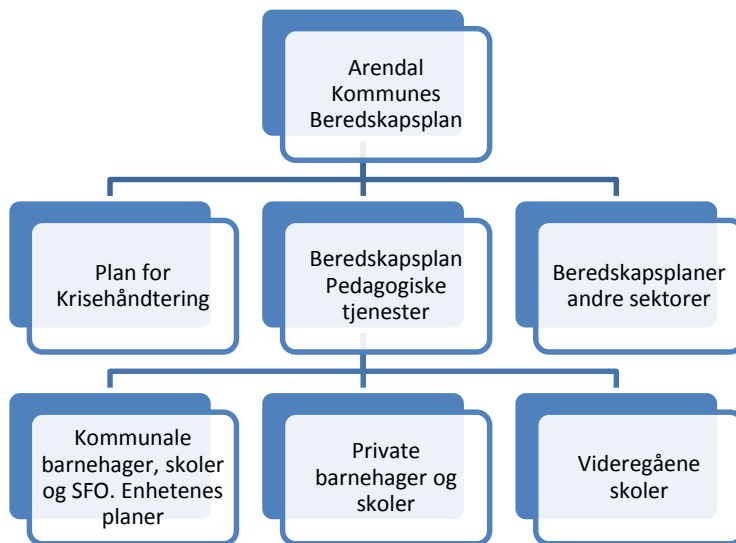 Arendal
Kommunes
Beredskapsplan
Plan for
Krisehåndtering
Beredskapsplan
Pedagogiske
tjenester
Beredskapsplaner
andre sektorer
Kommunale
barnehager, skoler
og SFO. Enhetenes
planer
Private
barnehager og
skoler
Videregåene
skoler